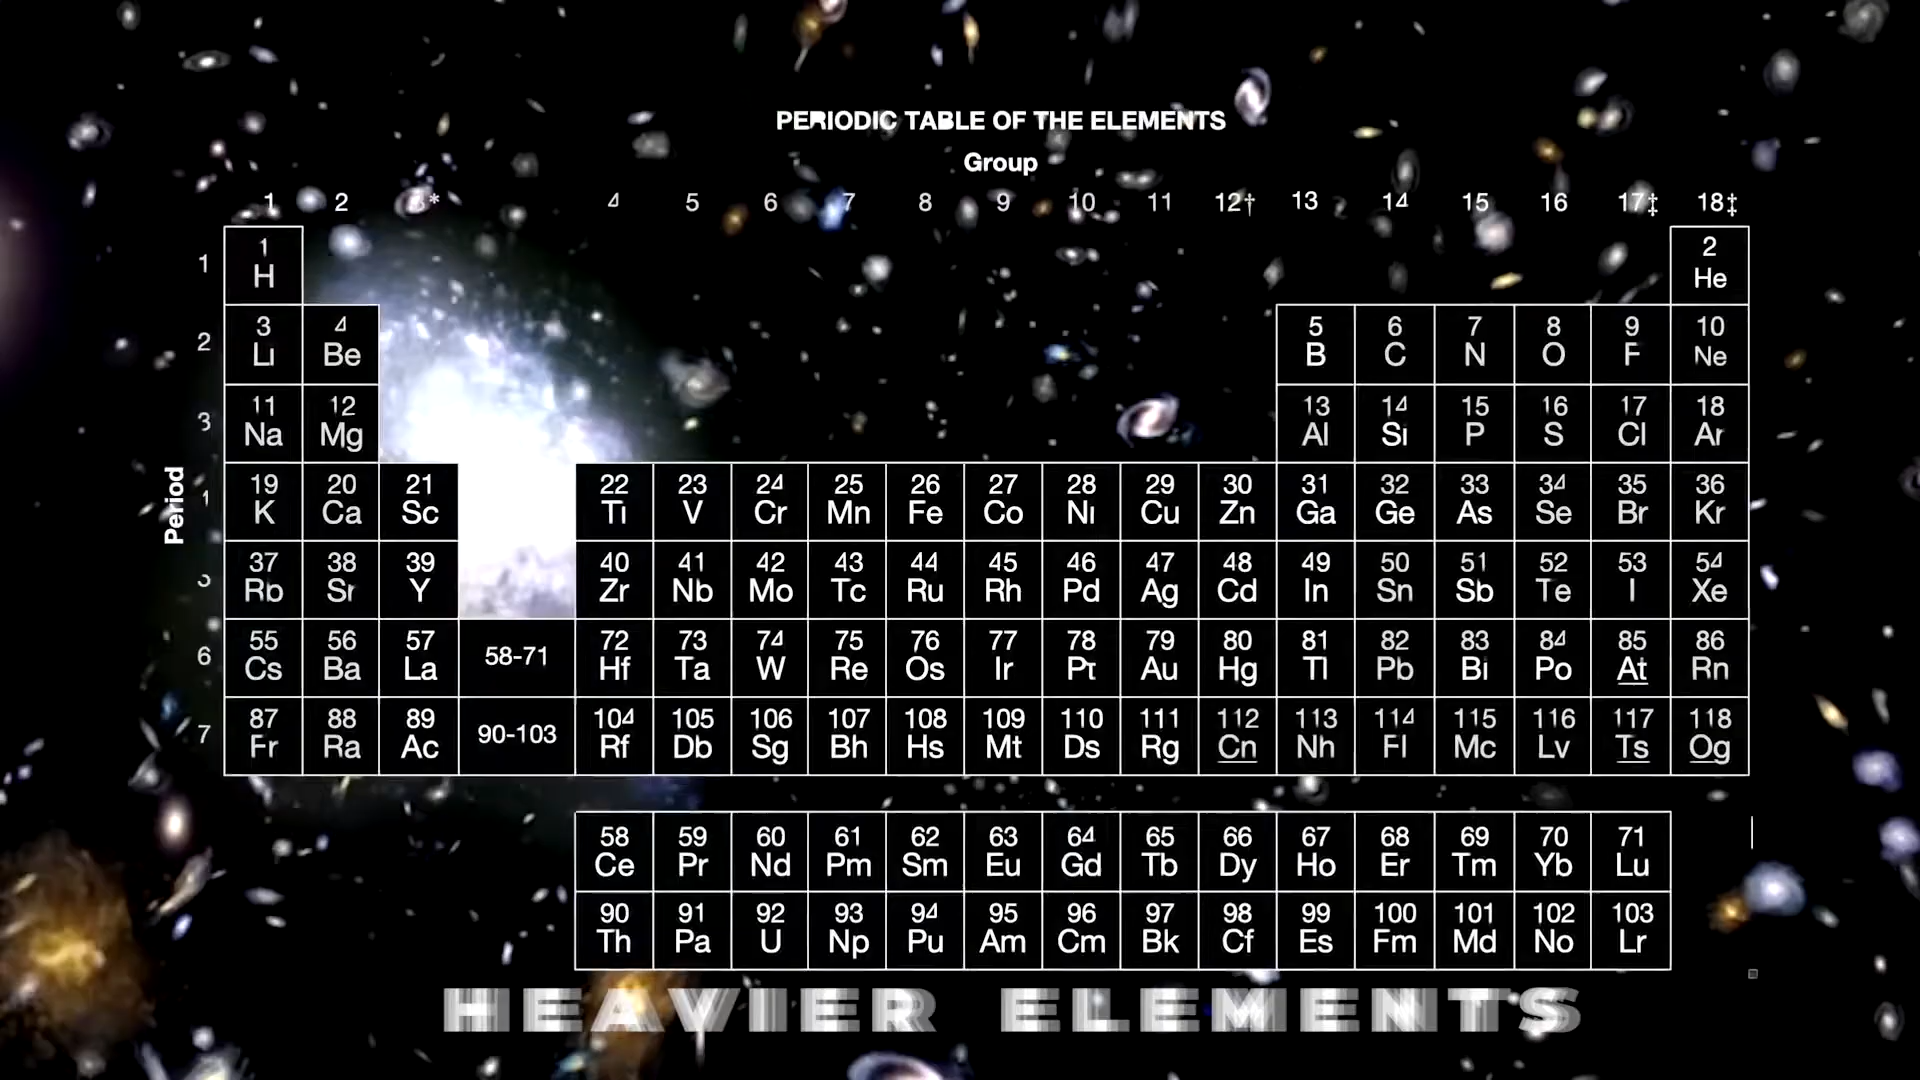 PERIODIC TABLE OF THE ELEMENTS
Group
1 2 3* 4 5 6 7 8 9 10 11 12† 13 14 15 16 17‡ 18‡
Period
1 1 2
H He
2 3 4 5 6 7 8 9 10
Li Be B C N O F Ne
3 11 12 13 14 15 16 17 18
Na Mg Al Si P S Cl Ar
19 20 21 22 23 24 25 26 27 28 29 30 31 32 33 34 35 36
K Ca Sc Ti V Cr Mn Fe Co Ni Cu Zn Ga Ge As Se Br Kr
37 38 39 40 41 42 43 44 45 46 47 48 49 50 51 52 53 54
Rb Sr Y Zr Nb Mo Tc Ru Rh Pd Ag Cd In Sn Sb Te I Xe
6 55 56 57 58-71 72 73 74 75 76 77 78 79 80 81 82 83 84 85 86
Cs Ba La Hf Ta W Re Os Ir Pt Au Hg Tl Pb Bi Po At Rn
7 87 88 89 90-103 104 105 106 107 108 109 110 111 112 113 114 115 116 117 118
Fr Ra Ac Rf Db Sg Bh Hs Mt Ds Rg Cn Nh Fl Mc Lv Ts Og
58 59 60 61 62 63 64 65 66 67 68 69 70 71
Ce Pr Nd Pm Sm Eu Gd Tb Dy Ho Er Tm Yb Lu
90 91 92 93 94 95 96 97 98 99 100 101 102 103
Th Pa U Np Pu Am Cm Bk Cf Es Fm Md No Lr
HEAVIER ELEMENTS